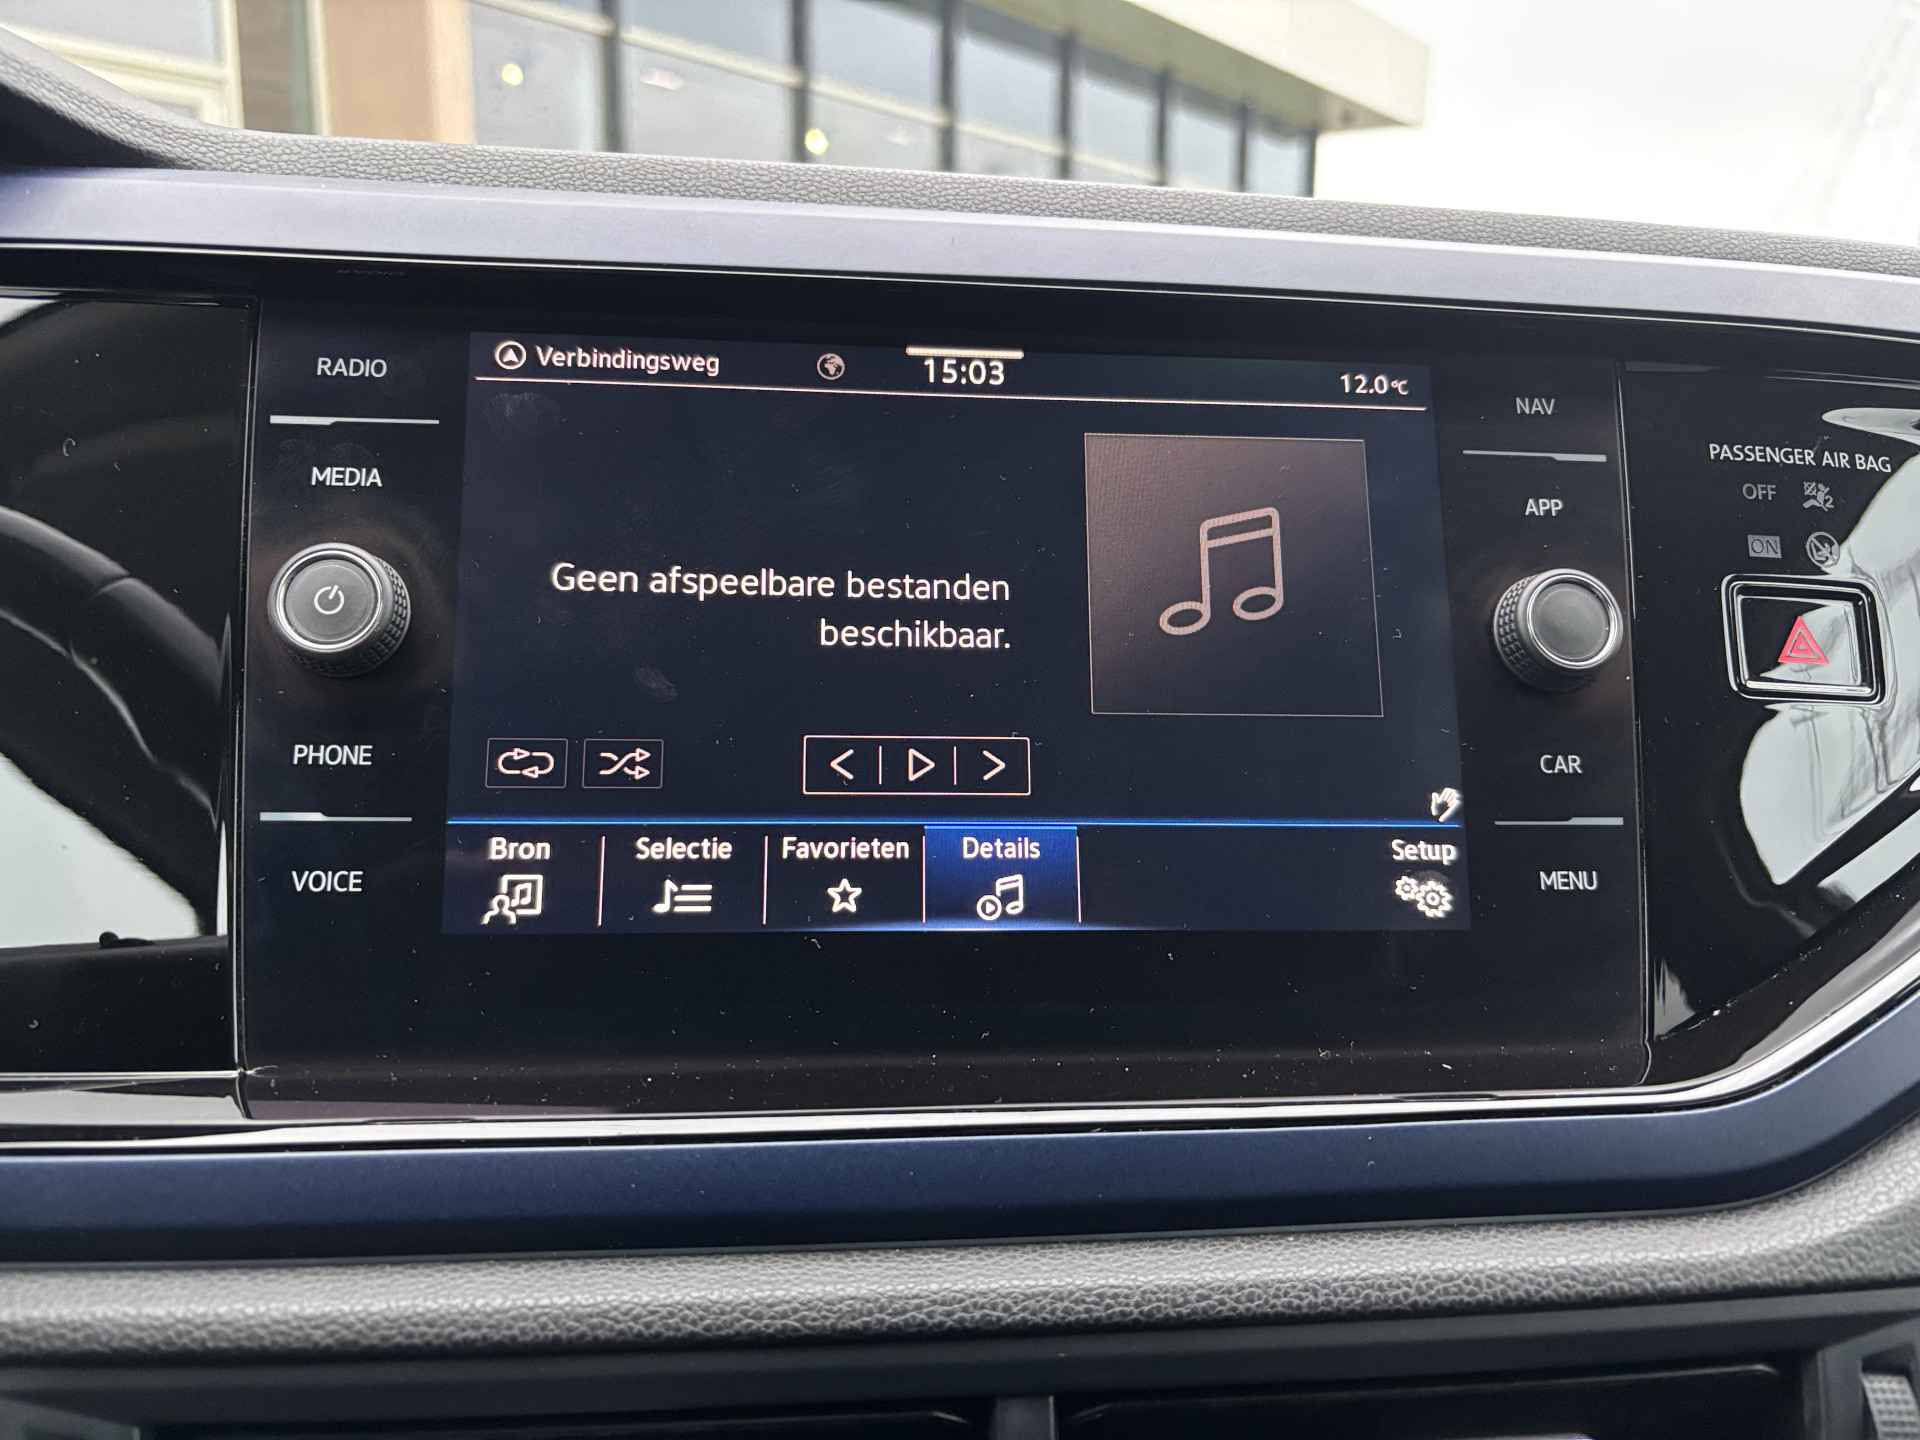 RADIO
MEDIA
PHONE
VOICE
Verbindingsweg
15:03
12.0°C
Geen afspeelbare bestanden
beschikbaar.
Bron
Selectie
Favorieten
Details
Setup
NAV
APP
CAR
MENU
PASSENGER AIR BAG
OFF
2
ON